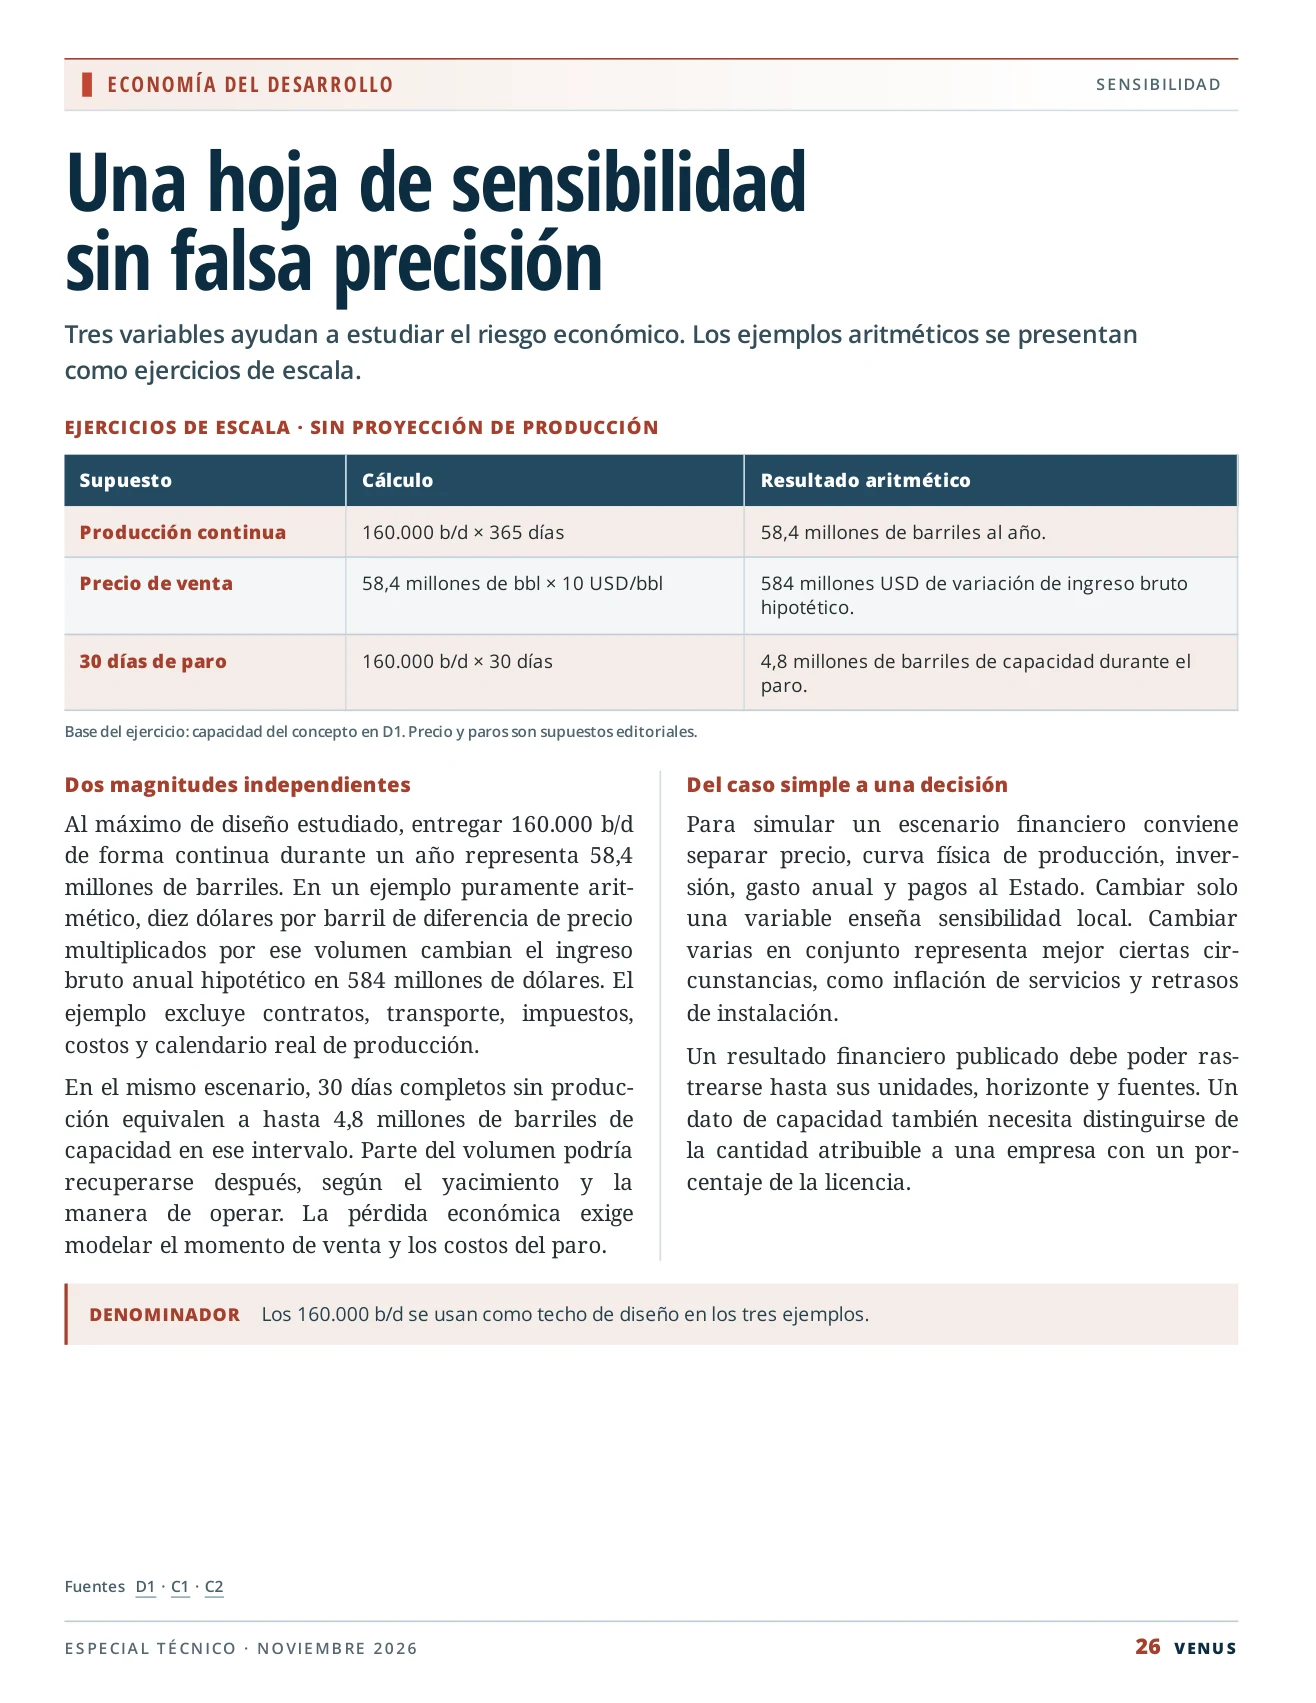 ECONOMÍA DEL DESARROLLO
SENSIBILIDAD
Una hoja de sensibilidad
sin falsa precisión
Tres variables ayudan a estudiar el riesgo económico. Los ejemplos aritméticos se presentan
como ejercicios de escala.
EJERCICIOS DE ESCALA · SIN PROYECCIÓN DE PRODUCCIÓN
Supuesto Cálculo Resultado aritmético
Producción continua 160.000 b/d × 365 días 58,4 millones de barriles al año.
Precio de venta 58,4 millones de bbl × 10 USD/bbl 584 millones USD de variación de ingreso bruto
hipotético.
30 días de paro 160.000 b/d × 30 días 4,8 millones de barriles de capacidad durante el
paro.
Base del ejercicio: capacidad del concepto en D1. Precio y paros son supuestos editoriales.
Dos magnitudes independientes
Al máximo de diseño estudiado, entregar 160.000 b/d
de forma continua durante un año representa 58,4
millones de barriles. En un ejemplo puramente arit-
mético, diez dólares por barril de diferencia de precio
multiplicados por ese volumen cambian el ingreso
bruto anual hipotético en 584 millones de dólares. El
ejemplo excluye contratos, transporte, impuestos,
costos y calendario real de producción.
En el mismo escenario, 30 días completos sin produc-
ción equivalen a hasta 4,8 millones de barriles de
capacidad en ese intervalo. Parte del volumen podría
recuperarse después, según el yacimiento y la
manera de operar. La pérdida económica exige
modelar el momento de venta y los costos del paro.
Del caso simple a una decisión
Para simular un escenario financiero conviene
separar precio, curva física de producción, inver-
sión, gasto anual y pagos al Estado. Cambiar solo
una variable enseña sensibilidad local. Cambiar
varias en conjunto representa mejor ciertas cir-
cunstancias, como inflación de servicios y retrasos
de instalación.
Un resultado financiero publicado debe poder ras-
trearse hasta sus unidades, horizonte y fuentes. Un
dato de capacidad también necesita distinguirse de
la cantidad atribuible a una empresa con un por-
centaje de la licencia.
DENOMINADOR Los 160.000 b/d se usan como techo de diseño en los tres ejemplos.
Fuentes D1 · C1 · C2
ESPECIAL TÉCNICO · NOVIEMBRE 2026
26 VENUS